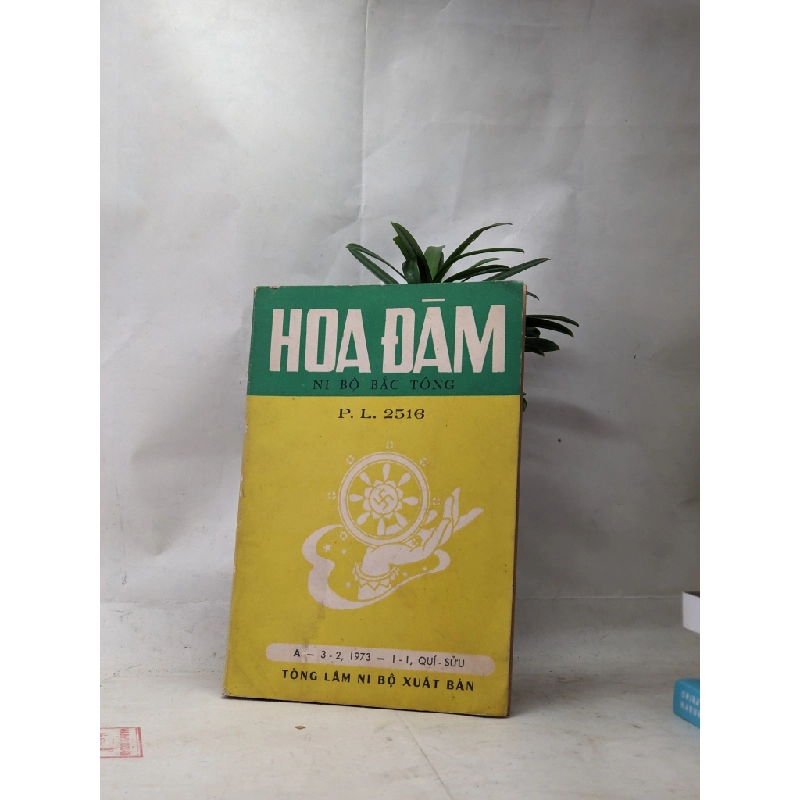 HOA ĐÀM
NI BỘ BẮC TÔNG
P. L. 2516
A – 3-2, 1973 – 1-1, QUÍ-SỬU
TÒNG LÂM NI BỘ XUẤT BẢN